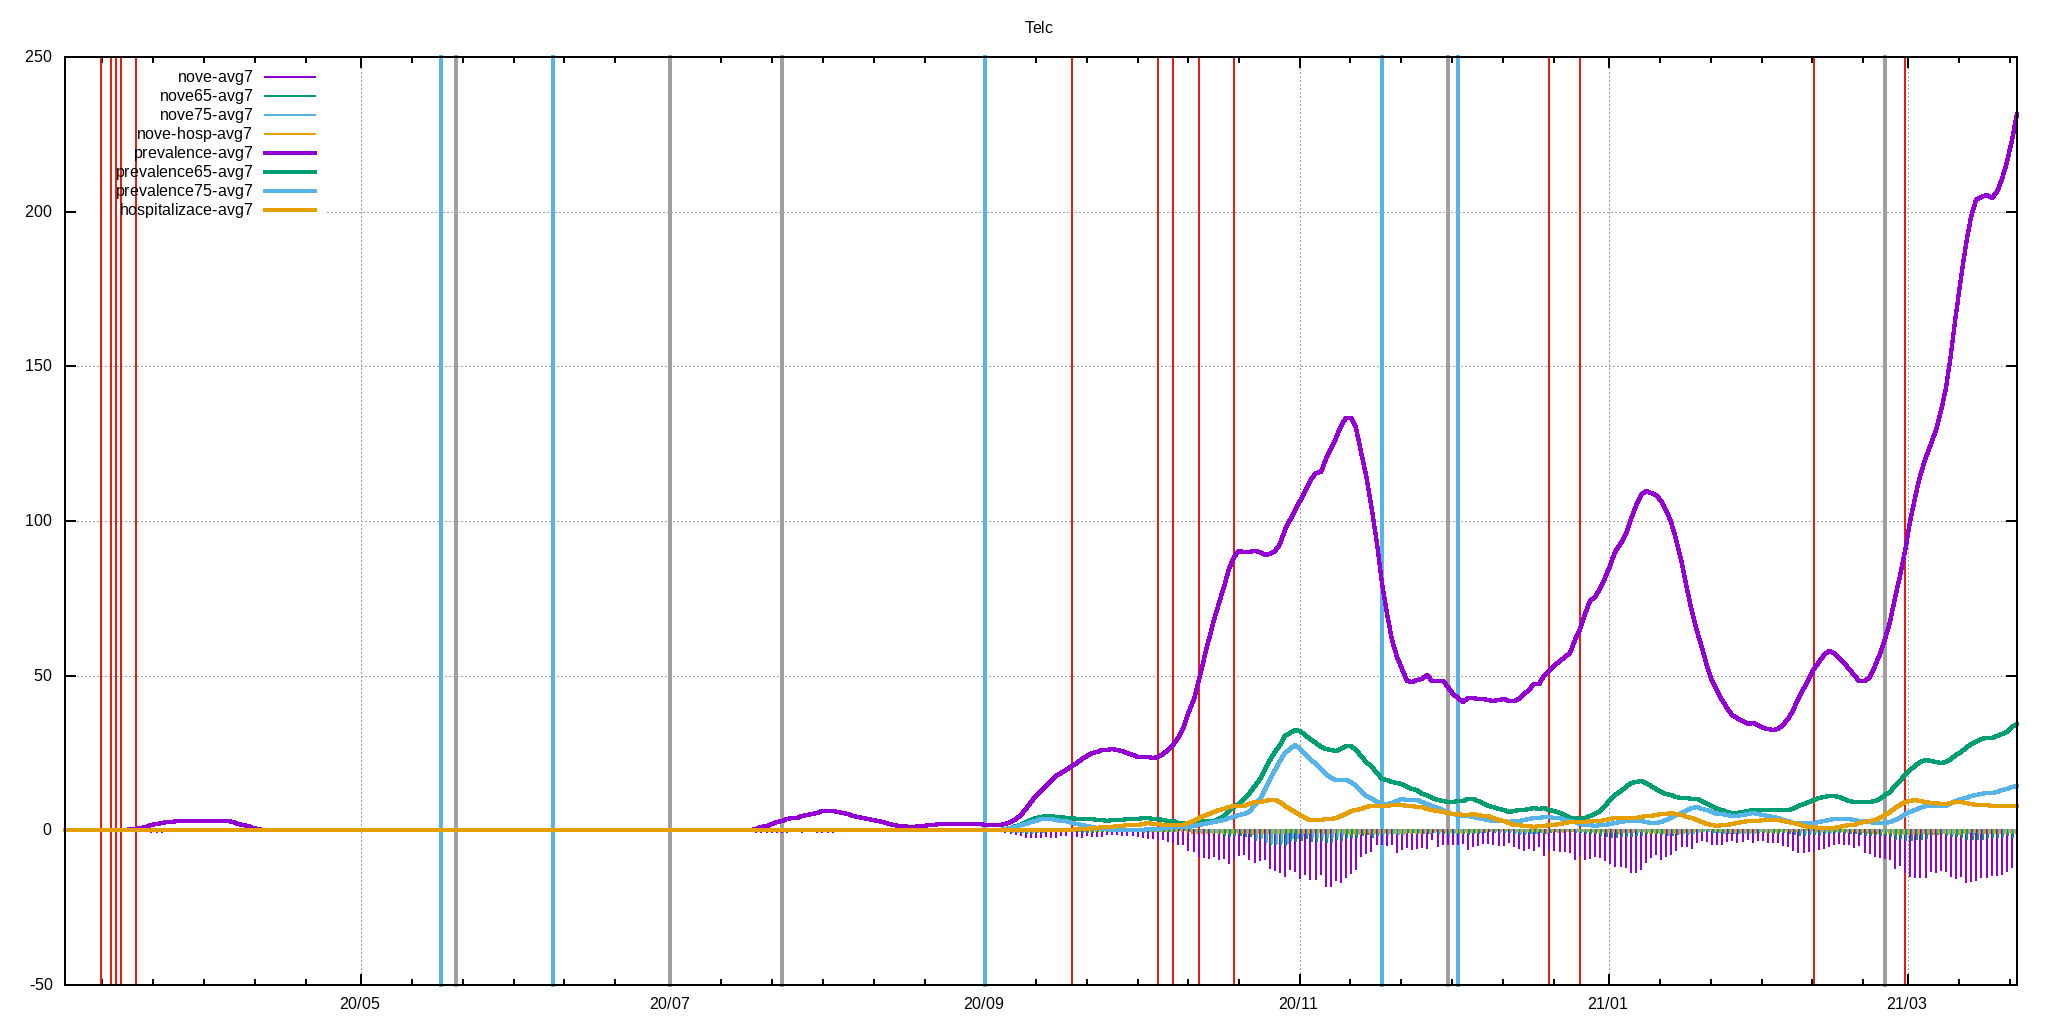 Telc
250
200
150
100
50
0
-50
nove-avg7
nove65-avg7
nove75-avg7
nove-hosp-avg7
prevalence-avg7
prevalence65-avg7
prevalence75-avg7
hospitalizace-avg7
20/05 20/07 20/09 20/11 21/01 21/03